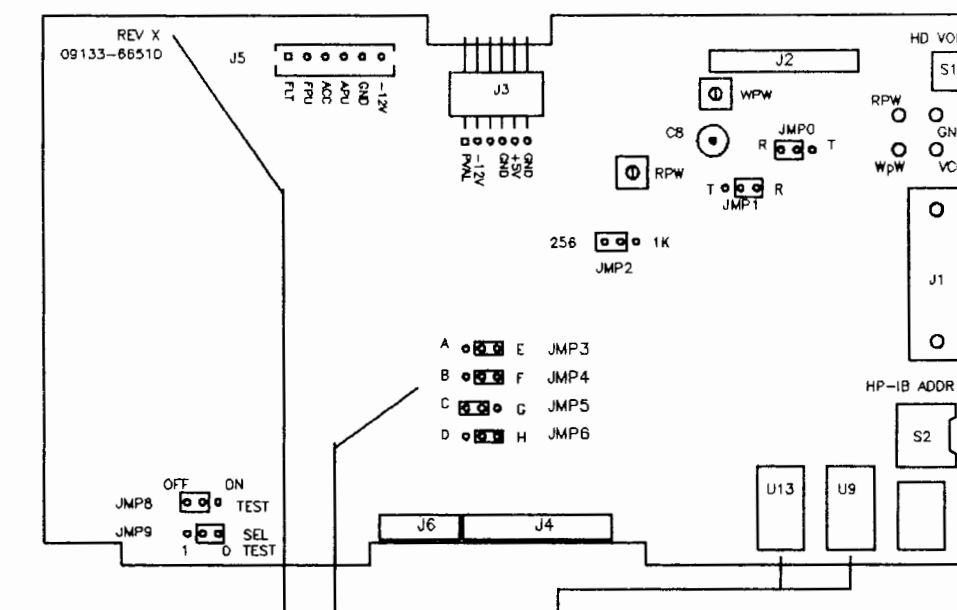 REV X
09133-66510
J5
FLT
FPU
ACC
APU
GND
-12V
J3
PVAL
-12V
GND
+5V
GND
J2
HD VO
S1
WPW
C8
JMP0
R T
RPW
GN
WpW
VC
RPW
T R
JMP1
256 1K
JMP2
J1
A E JMP3
B F JMP4
C G JMP5
D H JMP6
HP-IB ADDR
S2
OFF ON
JMP8 TEST
JMP9 SEL
1 0 TEST
J6
J4
U13
U9